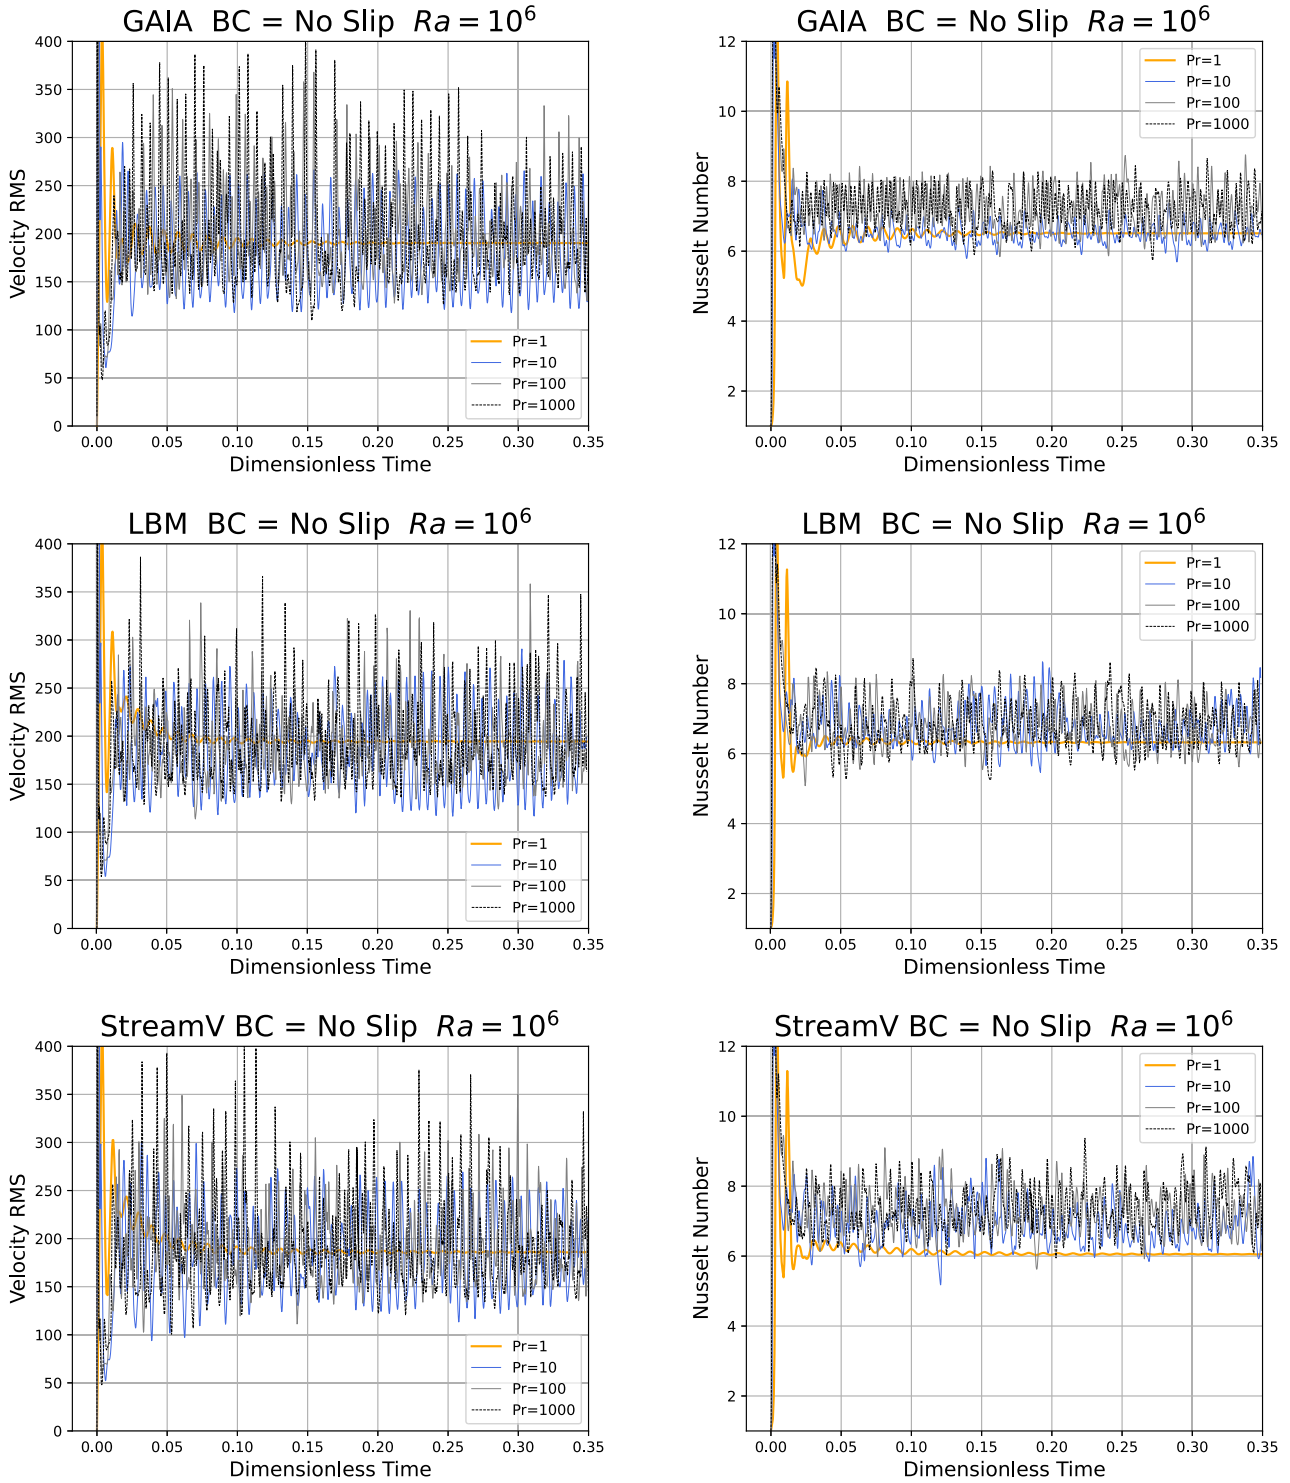 GAIA BC = No Slip Ra = 10⁶
400
350
300
250
200
150
100
50
0
Velocity RMS
Pr=1
Pr=10
Pr=100
Pr=1000
0.00 0.05 0.10 0.15 0.20 0.25 0.30 0.35
Dimensionless Time
GAIA BC = No Slip Ra = 10⁶
12
10
8
6
4
2
Nusselt Number
Pr=1
Pr=10
Pr=100
Pr=1000
0.00 0.05 0.10 0.15 0.20 0.25 0.30 0.35
Dimensionless Time
LBM BC = No Slip Ra = 10⁶
400
350
300
250
200
150
100
50
0
Velocity RMS
Pr=1
Pr=10
Pr=100
Pr=1000
0.00 0.05 0.10 0.15 0.20 0.25 0.30 0.35
Dimensionless Time
LBM BC = No Slip Ra = 10⁶
12
10
8
6
4
2
Nusselt Number
Pr=1
Pr=10
Pr=100
Pr=1000
0.00 0.05 0.10 0.15 0.20 0.25 0.30 0.35
Dimensionless Time
StreamV BC = No Slip Ra = 10⁶
400
350
300
250
200
150
100
50
0
Velocity RMS
Pr=1
Pr=10
Pr=100
Pr=1000
0.00 0.05 0.10 0.15 0.20 0.25 0.30 0.35
Dimensionless Time
StreamV BC = No Slip Ra = 10⁶
12
10
8
6
4
2
Nusselt Number
Pr=1
Pr=10
Pr=100
Pr=1000
0.00 0.05 0.10 0.15 0.20 0.25 0.30 0.35
Dimensionless Time